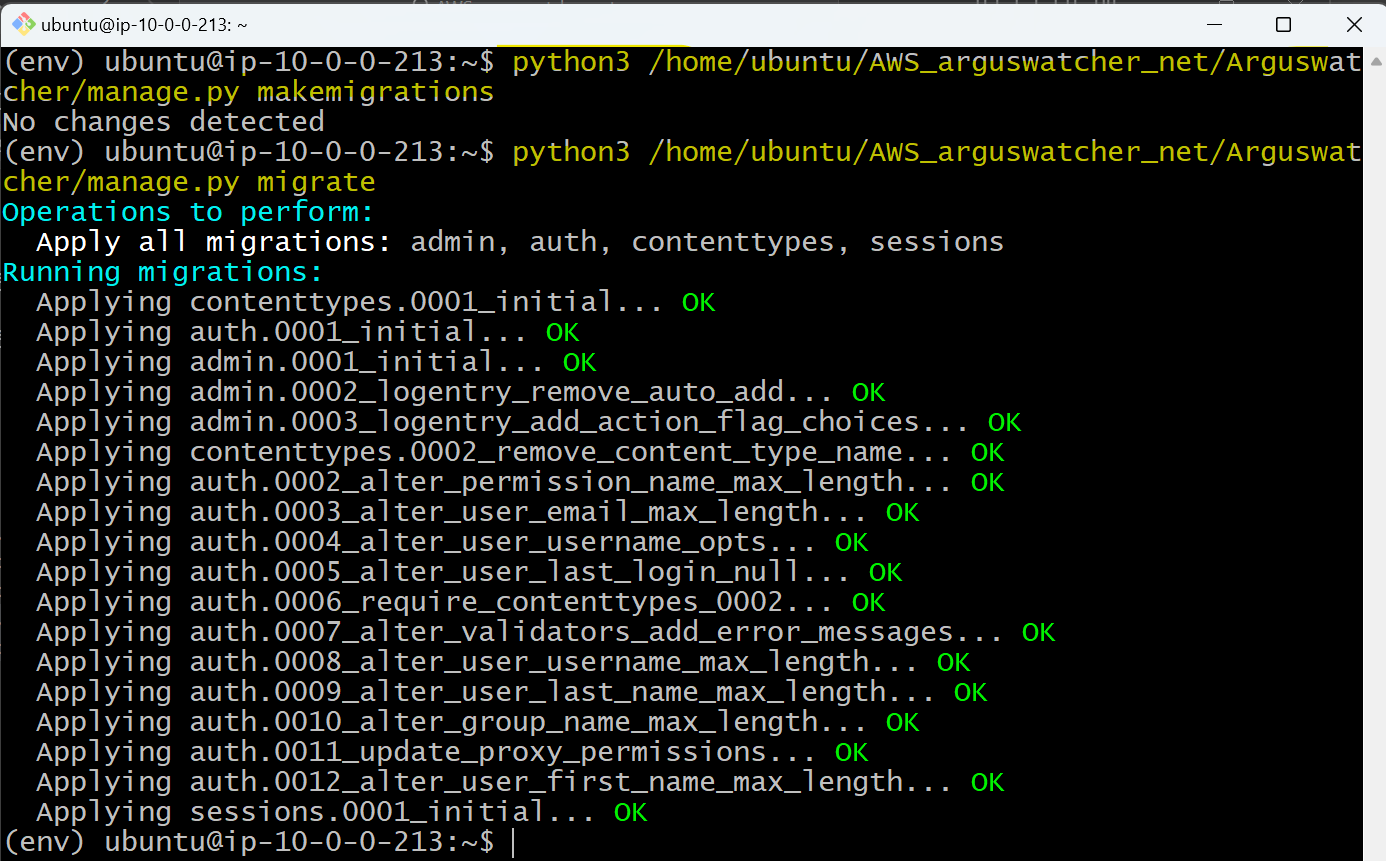 ubuntu@ip-10-0-0-213: ~
(env) ubuntu@ip-10-0-0-213:~$ python3 /home/ubuntu/AWS_arguswatcher_net/Arguswat
cher/manage.py makemigrations
No changes detected
(env) ubuntu@ip-10-0-0-213:~$ python3 /home/ubuntu/AWS_arguswatcher_net/Arguswat
cher/manage.py migrate
Operations to perform:
  Apply all migrations: admin, auth, contenttypes, sessions
Running migrations:
  Applying contenttypes.0001_initial... OK
  Applying auth.0001_initial... OK
  Applying admin.0001_initial... OK
  Applying admin.0002_logentry_remove_auto_add... OK
  Applying admin.0003_logentry_add_action_flag_choices... OK
  Applying contenttypes.0002_remove_content_type_name... OK
  Applying auth.0002_alter_permission_name_max_length... OK
  Applying auth.0003_alter_user_email_max_length... OK
  Applying auth.0004_alter_user_username_opts... OK
  Applying auth.0005_alter_user_last_login_null... OK
  Applying auth.0006_require_contenttypes_0002... OK
  Applying auth.0007_alter_validators_add_error_messages... OK
  Applying auth.0008_alter_user_username_max_length... OK
  Applying auth.0009_alter_user_last_name_max_length... OK
  Applying auth.0010_alter_group_name_max_length... OK
  Applying auth.0011_update_proxy_permissions... OK
  Applying auth.0012_alter_user_first_name_max_length... OK
  Applying sessions.0001_initial... OK
(env) ubuntu@ip-10-0-0-213:~$